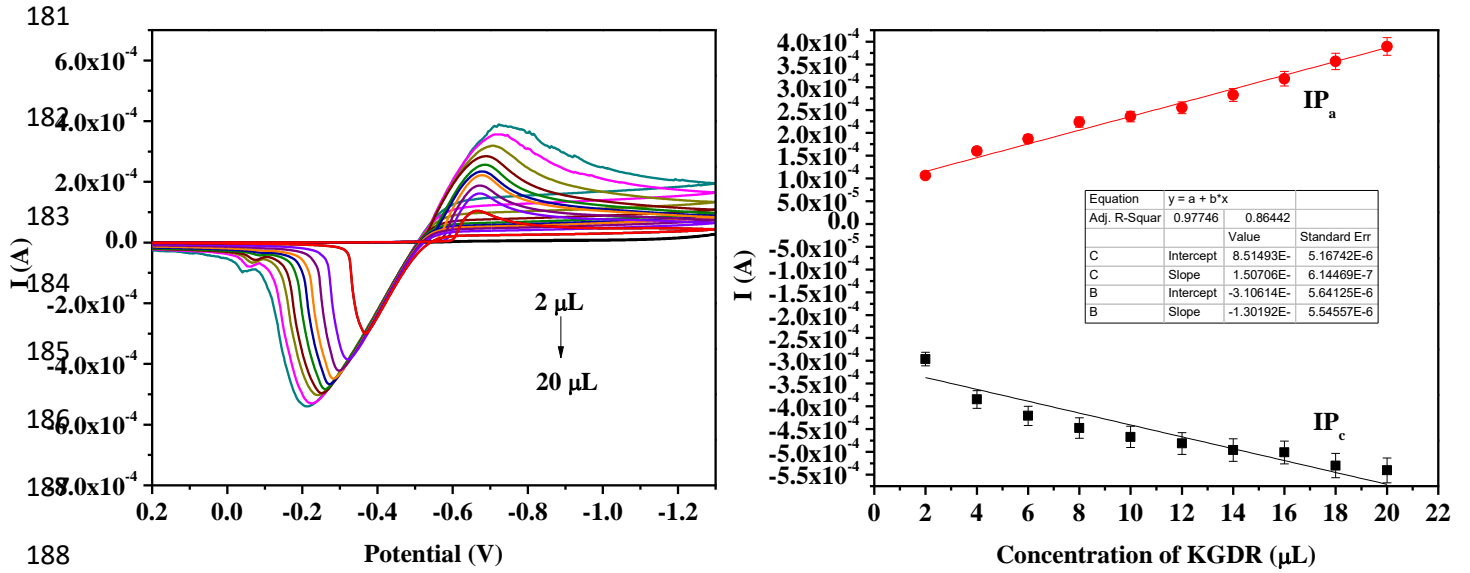 181
182
183
184
185
186
187
188
6.0x10⁻⁴
4.0x10⁻⁴
2.0x10⁻⁴
0.0
-2.0x10⁻⁴
-4.0x10⁻⁴
-6.0x10⁻⁴
-8.0x10⁻⁴
I (A)
2 μL
20 μL
0.2 0.0 -0.2 -0.4 -0.6 -0.8 -1.0 -1.2
Potential (V)
4.0x10⁻⁴
3.5x10⁻⁴
3.0x10⁻⁴
2.5x10⁻⁴
2.0x10⁻⁴
1.5x10⁻⁴
1.0x10⁻⁴
5.0x10⁻⁵
0.0
-5.0x10⁻⁵
-1.0x10⁻⁴
-1.5x10⁻⁴
-2.0x10⁻⁴
-2.5x10⁻⁴
-3.0x10⁻⁴
-3.5x10⁻⁴
-4.0x10⁻⁴
-4.5x10⁻⁴
-5.0x10⁻⁴
-5.5x10⁻⁴
I (A)
IPₐ
Equation y = a + b*x
Adj. R-Squar 0.97746 0.86442
Value Standard Err
C Intercept 8.51493E- 5.16742E-6
C Slope 1.50706E- 6.14469E-7
B Intercept -3.10614E- 5.64125E-6
B Slope -1.30192E- 5.54557E-6
IP꜀
0 2 4 6 8 10 12 14 16 18 20 22
Concentration of KGDR (μL)